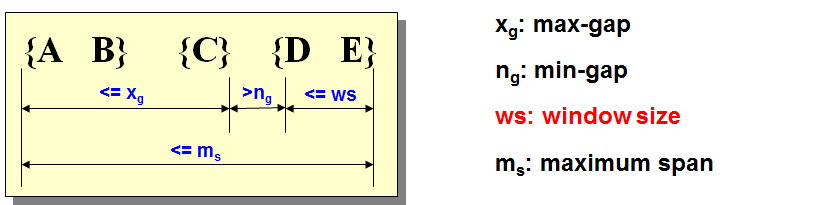 {A B} {C} {D E}
<= xg >ng <= ws
<= ms
xg: max-gap
ng: min-gap
ws: window size
ms: maximum span